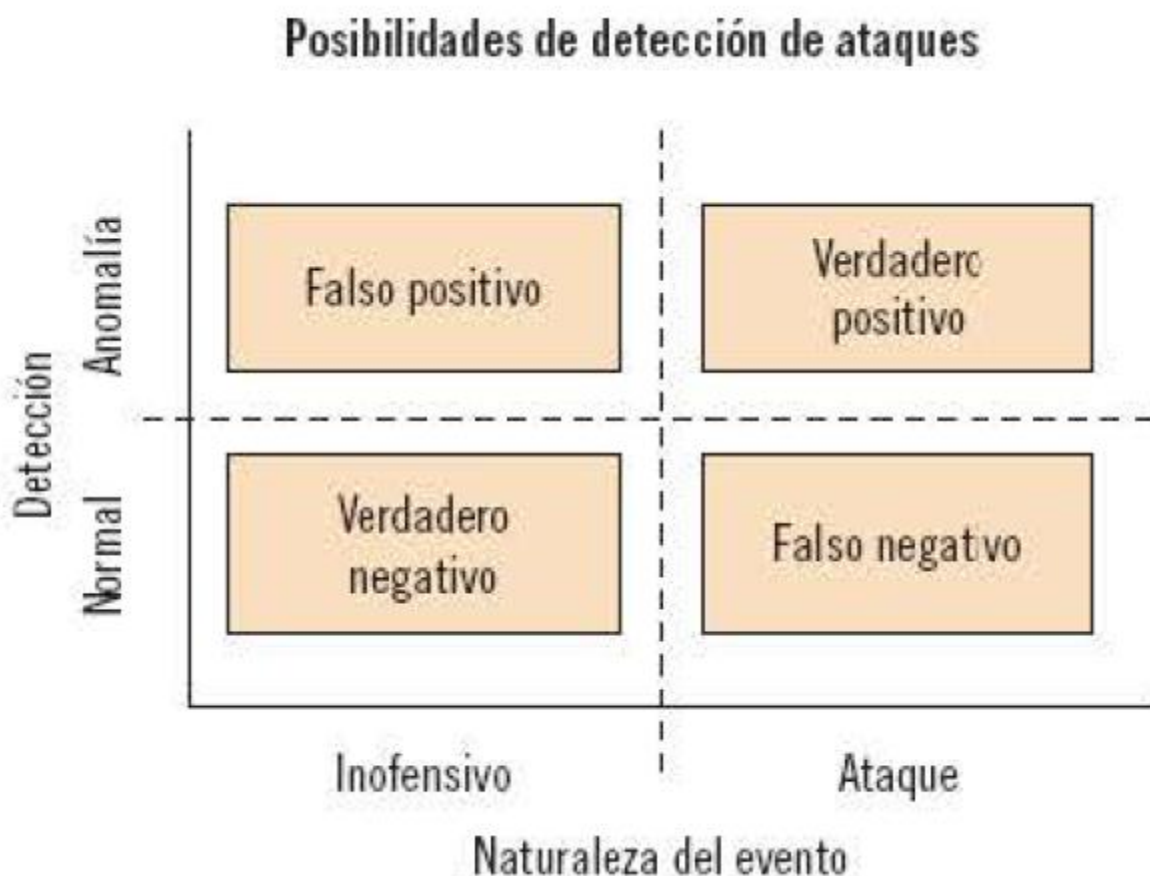 Posibilidades de detección de ataques
Detección
Anomalía
Falso positivo
Verdadero
positivo
Normal
Verdadero
negativo
Falso negativo
Inofensivo
Ataque
Naturaleza del evento